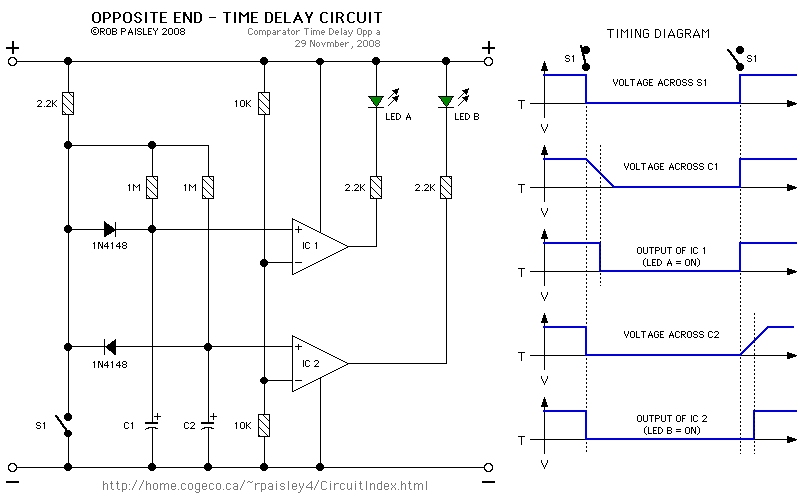 OPPOSITE END - TIME DELAY CIRCUIT
©ROB PAISLEY 2008
Comparator Time Delay Opp a
29 Novmber, 2008
+
+
2.2K
10K
LED A
LED B
1M
1M
2.2K
2.2K
1N4148
+
IC 1
−
1N4148
+
IC 2
−
S1
C1
+
C2
+
10K
−
−
http://home.cogeco.ca/~rpaisley4/CircuitIndex.html
TIMING DIAGRAM
S1
S1
VOLTAGE ACROSS S1
T
V
VOLTAGE ACROSS C1
T
V
OUTPUT OF IC 1
(LED A = ON)
T
V
VOLTAGE ACROSS C2
T
V
OUTPUT OF IC 2
(LED B = ON)
T
V